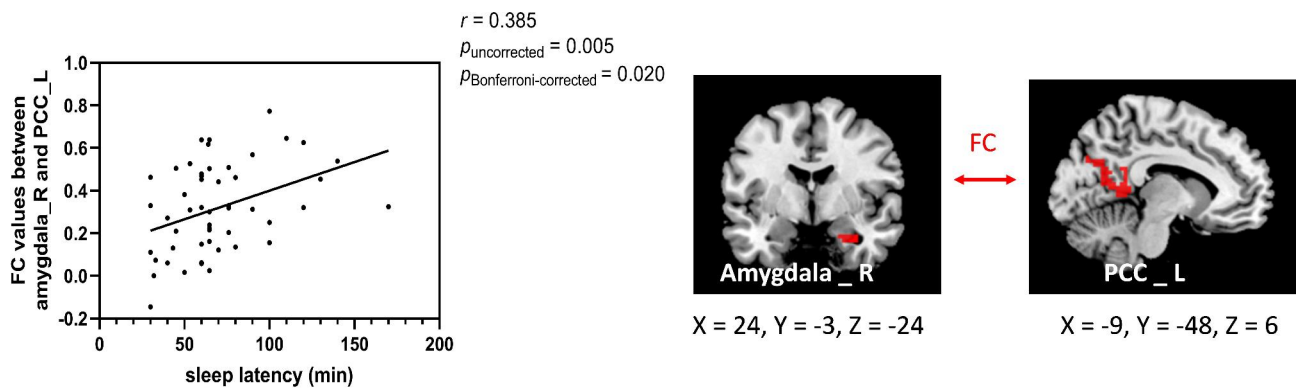 r = 0.385
puncorrected = 0.005
pBonferroni-corrected = 0.020
FC values between
amygdala_R and PCC_L
1.0
0.8
0.6
0.4
0.2
0.0
-0.2
0 50 100 150 200
sleep latency (min)
Amygdala _ R
X = 24, Y = -3, Z = -24
FC
PCC _ L
X = -9, Y = -48, Z = 6